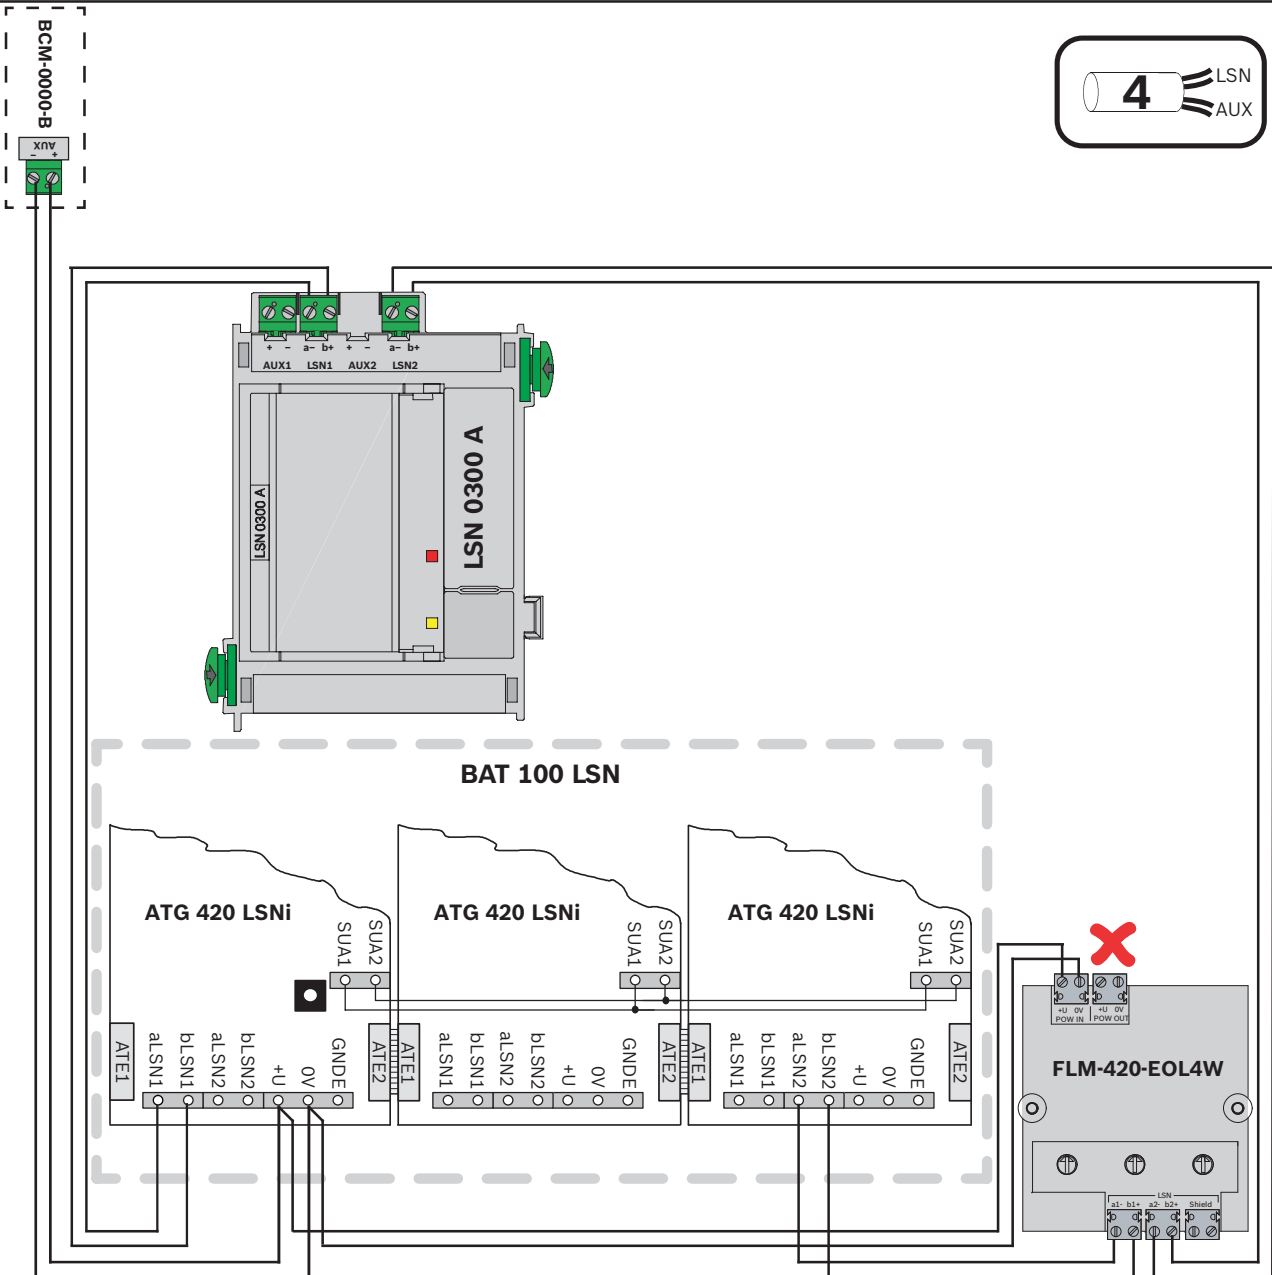 BCM-0000-B
AUX
− +
4
LSN
AUX
+ − a− b+ + − a− b+
AUX1 LSN1 AUX2 LSN2
LSN 0300 A
LSN 0300 A
BAT 100 LSN
ATG 420 LSNi
SUA1
SUA2
ATE1
aLSN1
bLSN1
aLSN2
bLSN2
+U
0V
GNDE
ATE2
ATG 420 LSNi
SUA1
SUA2
ATE1
aLSN1
bLSN1
aLSN2
bLSN2
+U
0V
GNDE
ATE2
ATG 420 LSNi
SUA1
SUA2
ATE1
aLSN1
bLSN1
aLSN2
bLSN2
+U
0V
GNDE
ATE2
+U 0V +U 0V
POW IN POW OUT
FLM-420-EOL4W
LSN
a1- b1+ a2- b2+ Shield